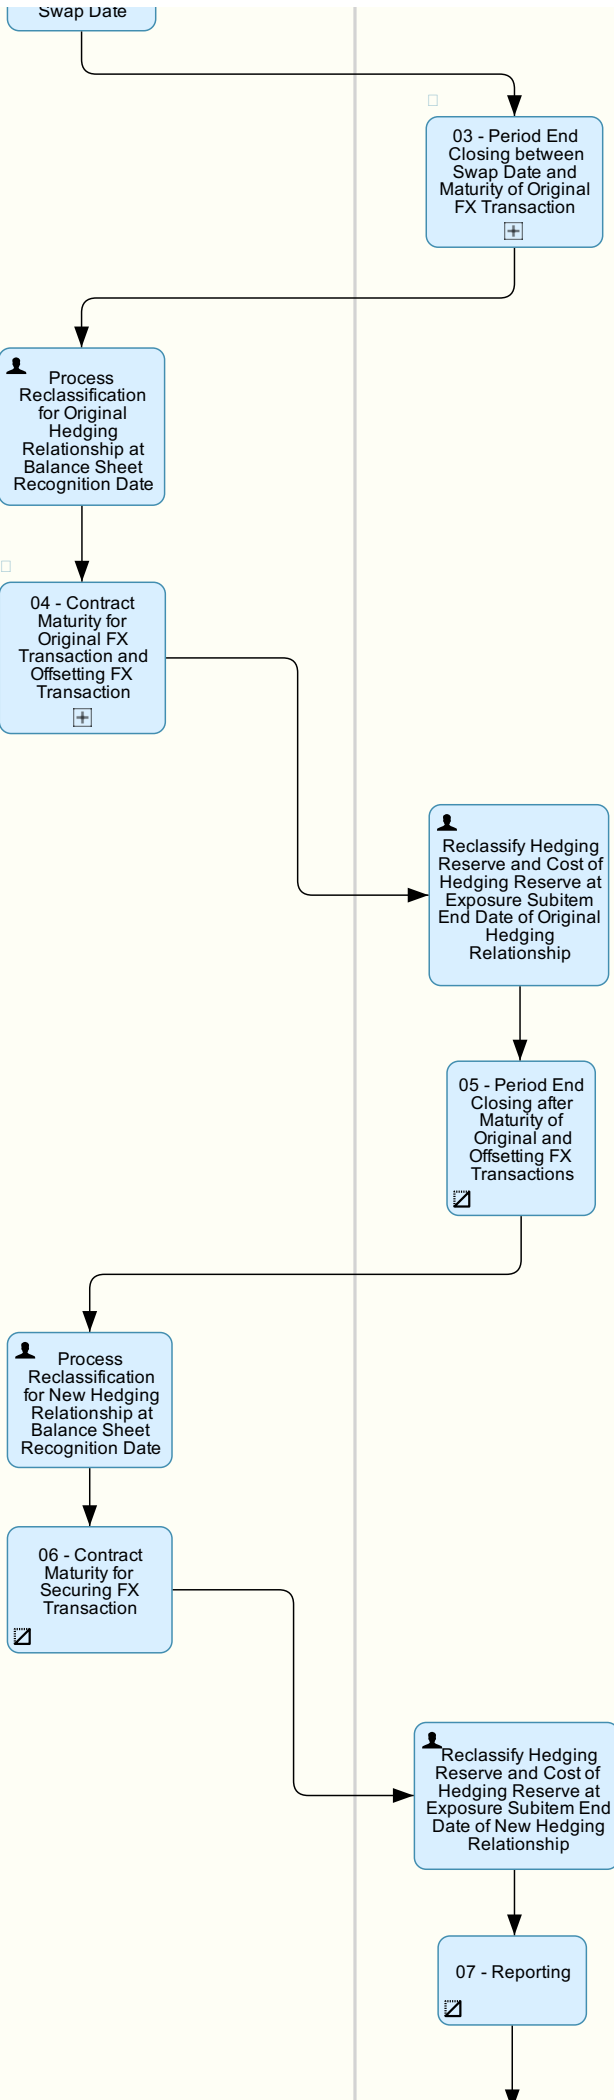 Swap Date
03 - Period End
Closing between
Swap Date and
Maturity of Original
FX Transaction
Process
Reclassification
for Original
Hedging
Relationship at
Balance Sheet
Recognition Date
04 - Contract
Maturity for
Original FX
Transaction and
Offsetting FX
Transaction
Reclassify Hedging
Reserve and Cost of
Hedging Reserve at
Exposure Subitem
End Date of Original
Hedging
Relationship
05 - Period End
Closing after
Maturity of
Original and
Offsetting FX
Transactions
Process
Reclassification
for New Hedging
Relationship at
Balance Sheet
Recognition Date
06 - Contract
Maturity for
Securing FX
Transaction
Reclassify Hedging
Reserve and Cost of
Hedging Reserve at
Exposure Subitem End
Date of New Hedging
Relationship
07 - Reporting